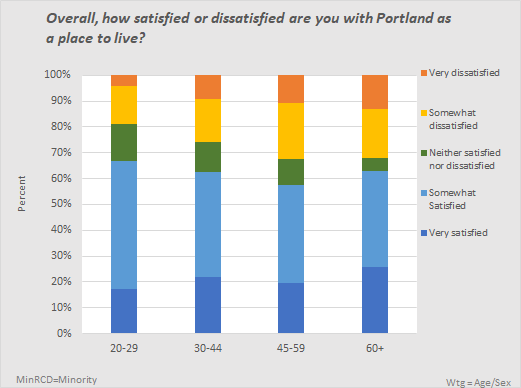 Overall, how satisfied or dissatisfied are you with Portland as
a place to live?
100%
90%
80%
70%
60%
50%
40%
30%
20%
10%
0%
Percent
20-29
30-44
45-59
60+
Very dissatisfied
Somewhat
dissatisfied
Neither satisfied
nor dissatisfied
Somewhat
Satisfied
Very satisfied
MinRCD=Minority
Wtg = Age/Sex